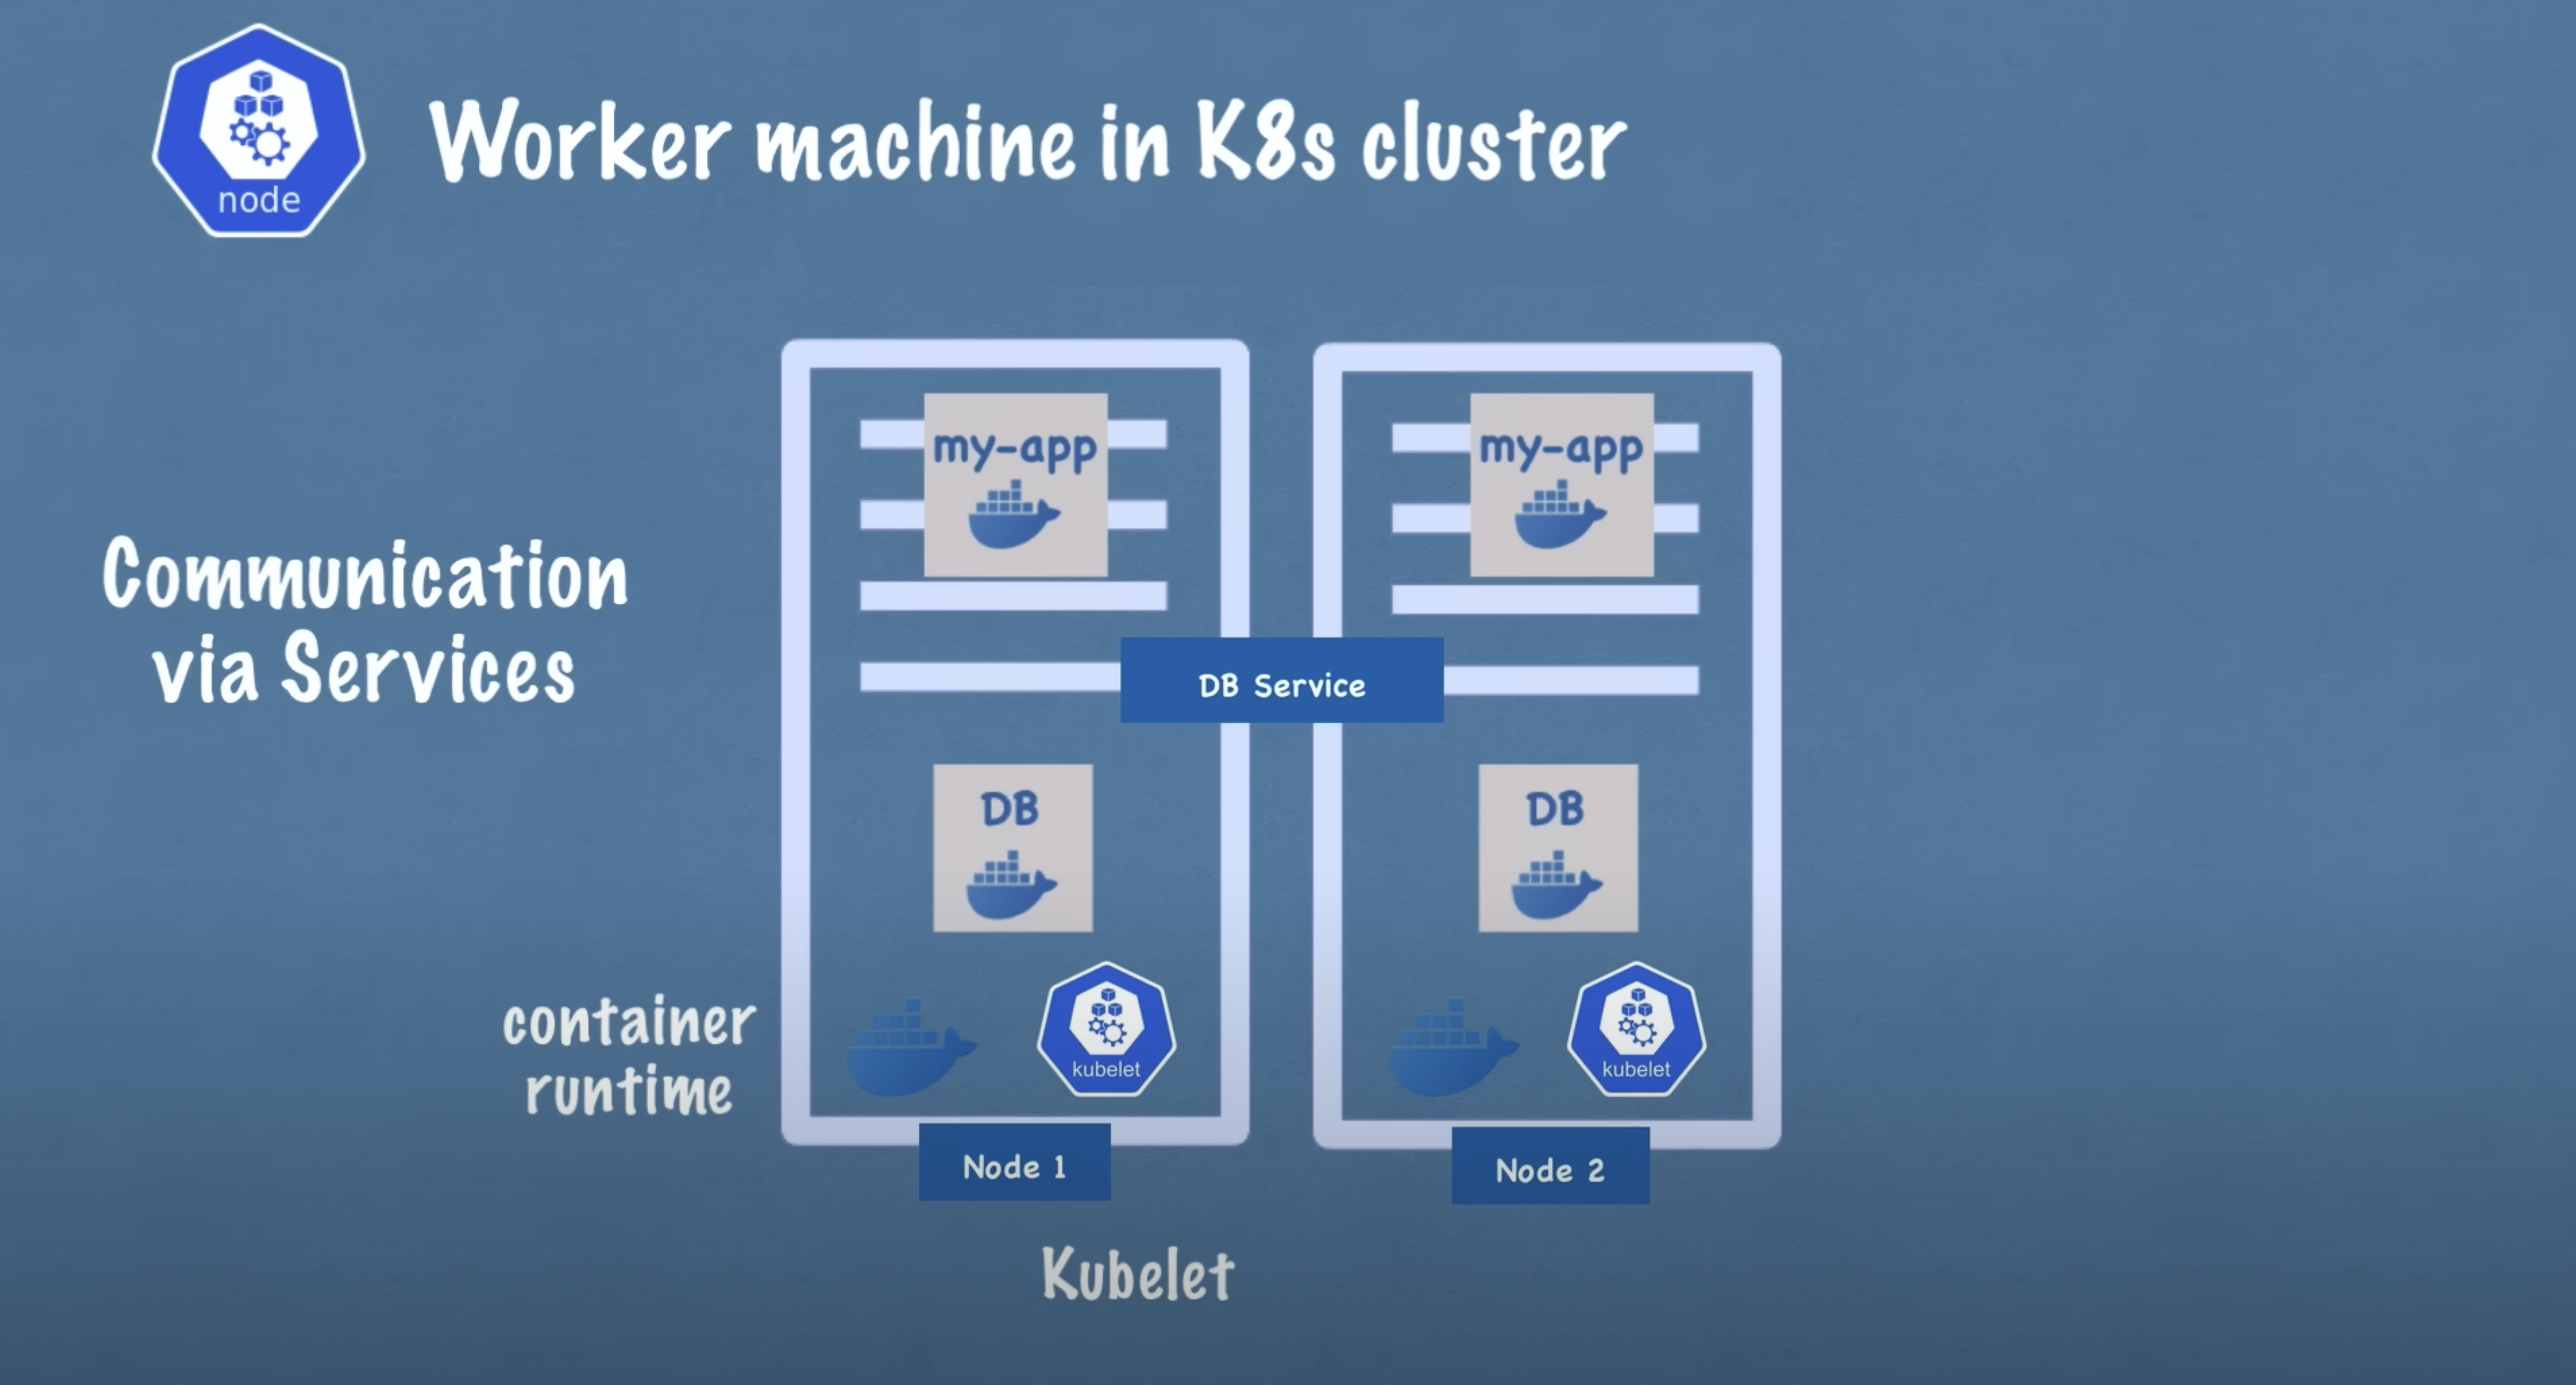 node
Worker machine in K8s cluster
my-app
my-app
Communication
via Services
DB Service
DB
DB
container
runtime
kubelet
kubelet
Node 1
Node 2
Kubelet